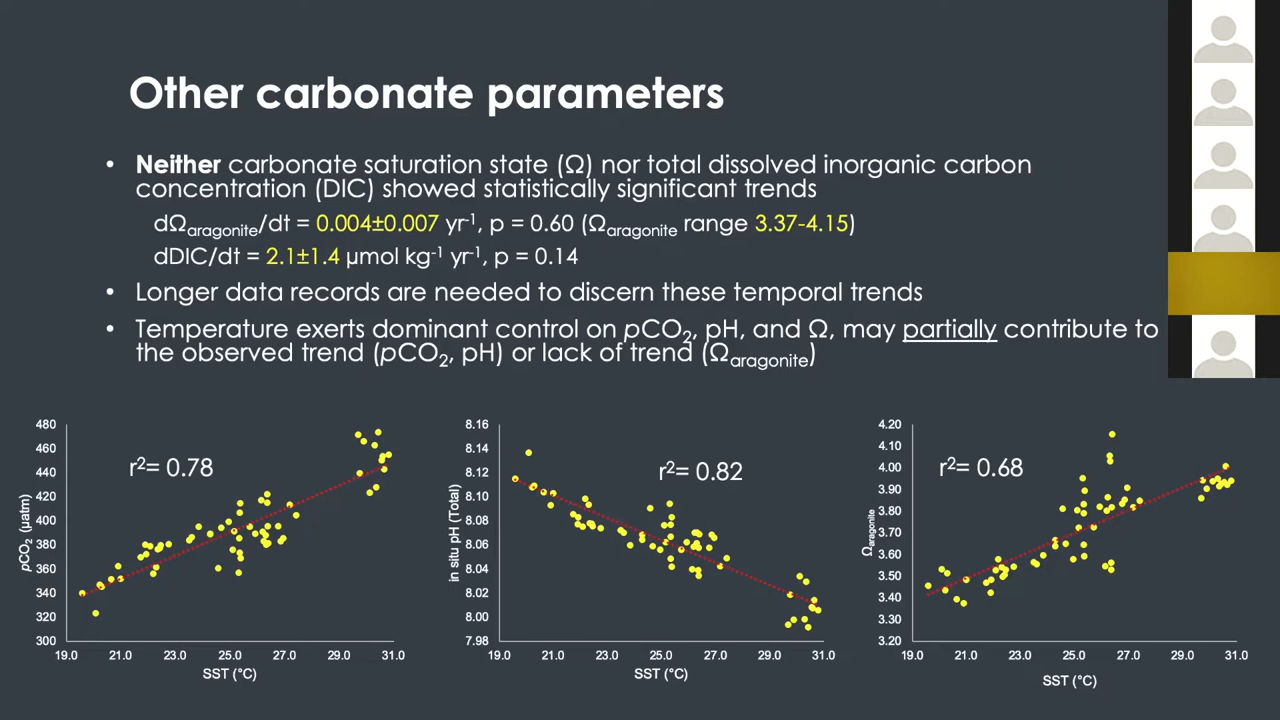 Other carbonate parameters
• Neither carbonate saturation state (Ω) nor total dissolved inorganic carbon
concentration (DIC) showed statistically significant trends
dΩaragonite/dt = 0.004±0.007 yr-1, p = 0.60 (Ωaragonite range 3.37-4.15)
dDIC/dt = 2.1±1.4 µmol kg-1 yr-1, p = 0.14
• Longer data records are needed to discern these temporal trends
• Temperature exerts dominant control on pCO2, pH, and Ω, may partially contribute to
the observed trend (pCO2, pH) or lack of trend (Ωaragonite)
pCO2 (µatm)
480
460
440
420
400
380
360
340
320
300
r2= 0.78
19.0 21.0 23.0 25.0 27.0 29.0 31.0
SST (°C)
in situ pH (Total)
8.16
8.14
8.12
8.10
8.08
8.06
8.04
8.02
8.00
7.98
r2= 0.82
19.0 21.0 23.0 25.0 27.0 29.0 31.0
SST (°C)
Ωaragonite
4.20
4.10
4.00
3.90
3.80
3.70
3.60
3.50
3.40
3.30
3.20
r2= 0.68
19.0 21.0 23.0 25.0 27.0 29.0 31.0
SST (°C)